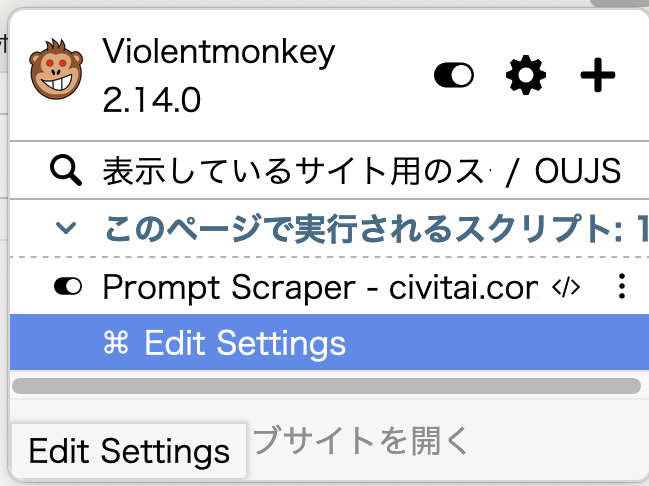 Violentmonkey
2.14.0
表示しているサイト用のス / OUJS
このページで実行されるスクリプト: 1
Prompt Scraper - civitai.con </>
⌘ Edit Settings
ブサイトを開く
Edit Settings